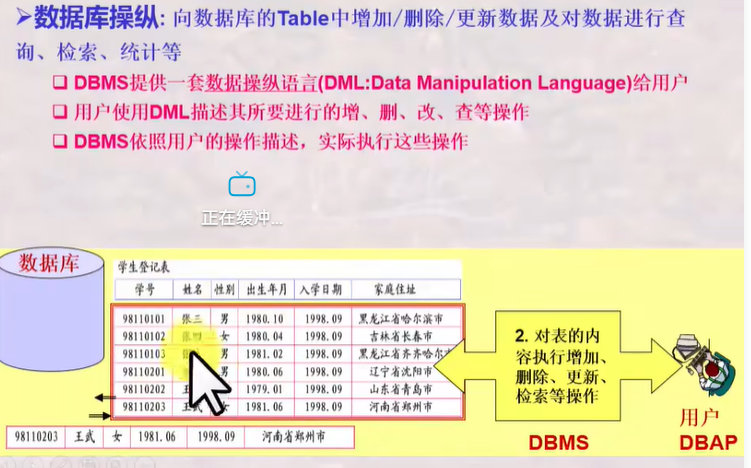 ➢数据库操纵: 向数据库的Table中增加/删除/更新数据及对数据进行查
询、检索、统计等
❑ DBMS提供一套数据操纵语言(DML:Data Manipulation Language)给用户
❑ 用户使用DML描述其所要进行的增、删、改、查等操作
❑ DBMS依照用户的操作描述，实际执行这些操作
正在缓冲...
数据库
学生登记表
学号 姓名 性别 出生年月 入学日期 家庭住址
98110101 张三 男 1980.10 1998.09 黑龙江省哈尔滨市
98110102 张四 女 1980.04 1998.09 吉林省长春市
98110103 男 1981.02 1998.09 黑龙江省齐齐哈尔
98110201 男 1980.06 1998.09 辽宁省沈阳市
98110202 王 1979.01 1998.09 山东省青岛市
98110203 王武 女 1981.06 1998.09 河南省郑州市
98110203 王武 女 1981.06 1998.09 河南省郑州市
2. 对表的内
容执行增加、
删除、更新、
检索等操作
DBMS
用户
DBAP